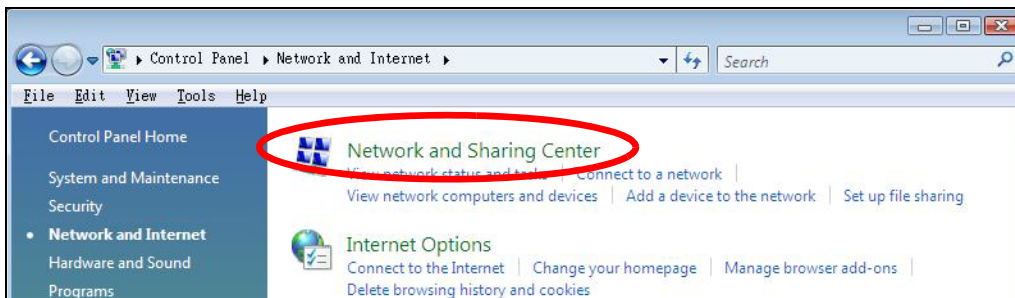 Control Panel Network and Internet Search
File Edit View Tools Help
Control Panel Home
System and Maintenance
Security
Network and Internet
Hardware and Sound
Programs
Network and Sharing Center
View network status and tasks Connect to a network
View network computers and devices Add a device to the network Set up file sharing
Internet Options
Connect to the Internet Change your homepage Manage browser add-ons
Delete browsing history and cookies